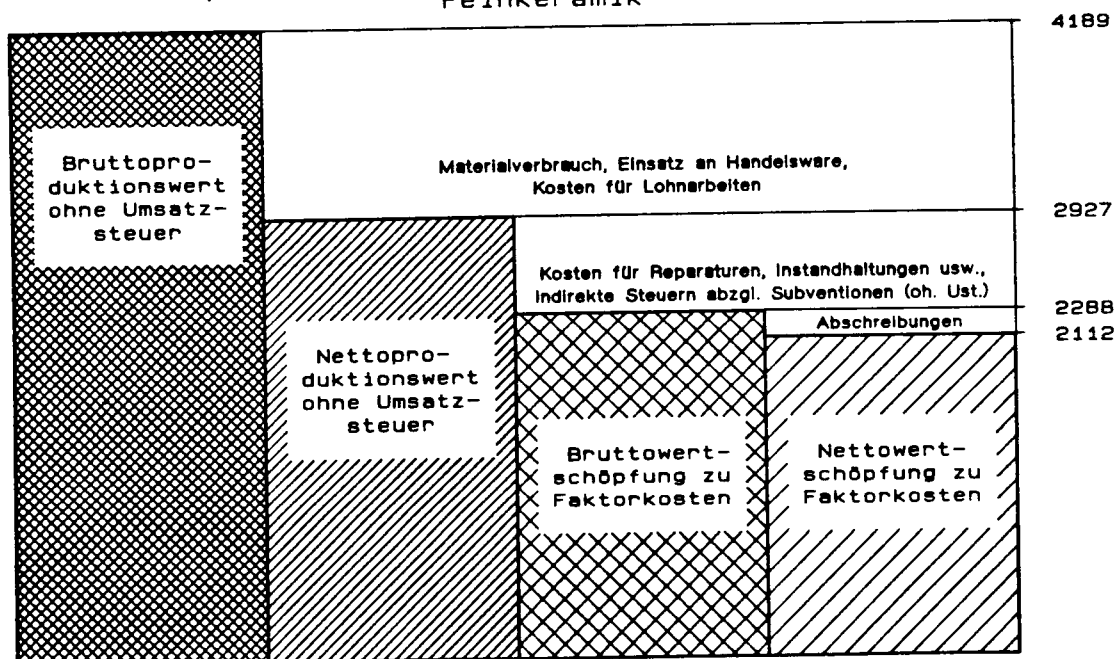 Feinkeramik
4189
Bruttopro-
duktionswert
ohne Umsatz-
steuer
Materialverbrauch, Einsatz an Handelsware,
Kosten für Lohnarbeiten
2927
Kosten für Reparaturen, Instandhaltungen usw.,
Indirekte Steuern abzgl. Subventionen (oh. Ust.)
2288
Abschreibungen
2112
Nettopro-
duktionswert
ohne Umsatz-
steuer
Bruttowert-
schöpfung zu
Faktorkosten
Nettowert-
schöpfung zu
Faktorkosten